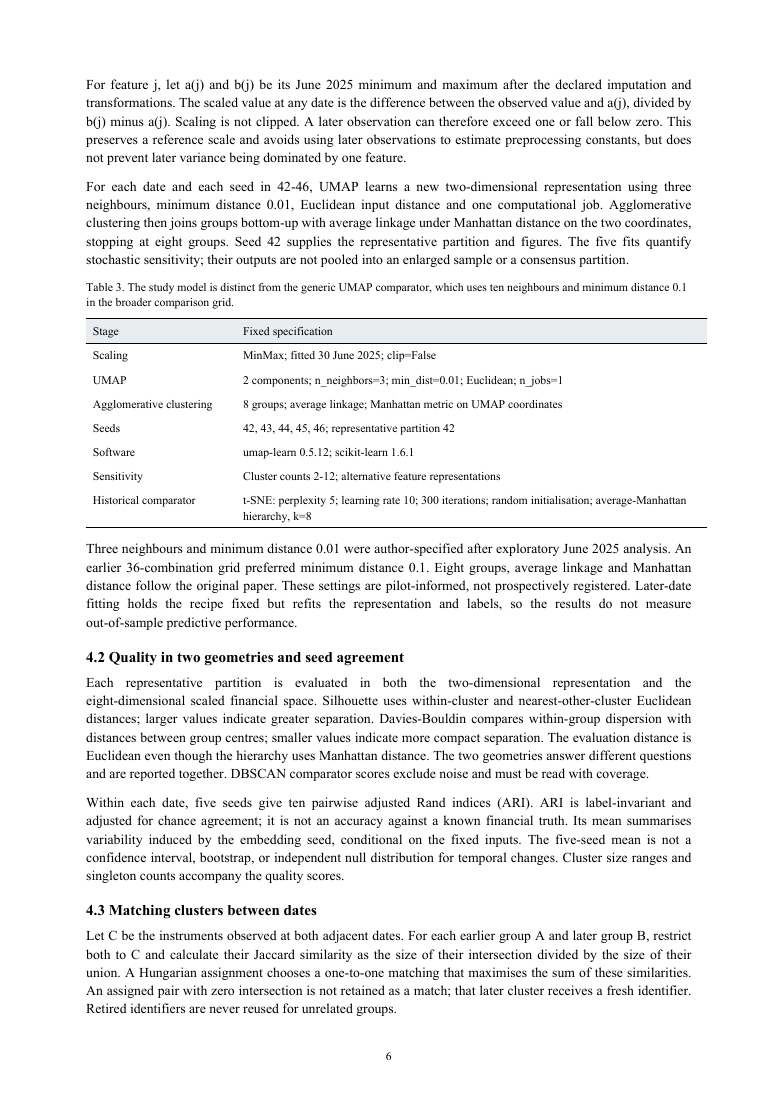 For feature j, let a(j) and b(j) be its June 2025 minimum and maximum after the declared imputation and
transformations. The scaled value at any date is the difference between the observed value and a(j), divided by
b(j) minus a(j). Scaling is not clipped. A later observation can therefore exceed one or fall below zero. This
preserves a reference scale and avoids using later observations to estimate preprocessing constants, but does
not prevent later variance being dominated by one feature.
For each date and each seed in 42-46, UMAP learns a new two-dimensional representation using three
neighbours, minimum distance 0.01, Euclidean input distance and one computational job. Agglomerative
clustering then joins groups bottom-up with average linkage under Manhattan distance on the two coordinates,
stopping at eight groups. Seed 42 supplies the representative partition and figures. The five fits quantify
stochastic sensitivity; their outputs are not pooled into an enlarged sample or a consensus partition.
Table 3. The study model is distinct from the generic UMAP comparator, which uses ten neighbours and minimum distance 0.1
in the broader comparison grid.
Stage Fixed specification
Scaling MinMax; fitted 30 June 2025; clip=False
UMAP 2 components; n_neighbors=3; min_dist=0.01; Euclidean; n_jobs=1
Agglomerative clustering 8 groups; average linkage; Manhattan metric on UMAP coordinates
Seeds 42, 43, 44, 45, 46; representative partition 42
Software umap-learn 0.5.12; scikit-learn 1.6.1
Sensitivity Cluster counts 2-12; alternative feature representations
Historical comparator t-SNE: perplexity 5; learning rate 10; 300 iterations; random initialisation; average-Manhattan
hierarchy, k=8
Three neighbours and minimum distance 0.01 were author-specified after exploratory June 2025 analysis. An
earlier 36-combination grid preferred minimum distance 0.1. Eight groups, average linkage and Manhattan
distance follow the original paper. These settings are pilot-informed, not prospectively registered. Later-date
fitting holds the recipe fixed but refits the representation and labels, so the results do not measure
out-of-sample predictive performance.
4.2 Quality in two geometries and seed agreement
Each representative partition is evaluated in both the two-dimensional representation and the
eight-dimensional scaled financial space. Silhouette uses within-cluster and nearest-other-cluster Euclidean
distances; larger values indicate greater separation. Davies-Bouldin compares within-group dispersion with
distances between group centres; smaller values indicate more compact separation. The evaluation distance is
Euclidean even though the hierarchy uses Manhattan distance. The two geometries answer different questions
and are reported together. DBSCAN comparator scores exclude noise and must be read with coverage.
Within each date, five seeds give ten pairwise adjusted Rand indices (ARI). ARI is label-invariant and
adjusted for chance agreement; it is not an accuracy against a known financial truth. Its mean summarises
variability induced by the embedding seed, conditional on the fixed inputs. The five-seed mean is not a
confidence interval, bootstrap, or independent null distribution for temporal changes. Cluster size ranges and
singleton counts accompany the quality scores.
4.3 Matching clusters between dates
Let C be the instruments observed at both adjacent dates. For each earlier group A and later group B, restrict
both to C and calculate their Jaccard similarity as the size of their intersection divided by the size of their
union. A Hungarian assignment chooses a one-to-one matching that maximises the sum of these similarities.
An assigned pair with zero intersection is not retained as a match; that later cluster receives a fresh identifier.
Retired identifiers are never reused for unrelated groups.
6